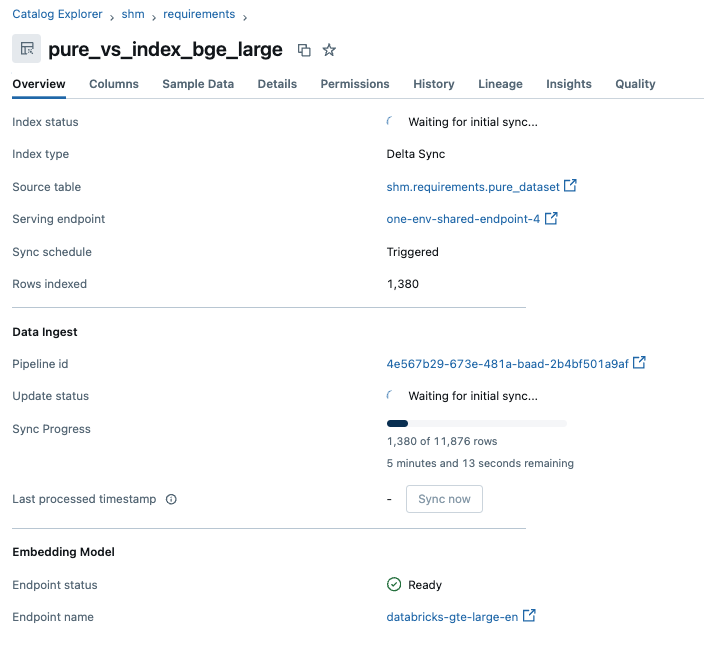 Catalog Explorer > shm > requirements >
pure_vs_index_bge_large
Overview Columns Sample Data Details Permissions History Lineage Insights Quality
Index status Waiting for initial sync...
Index type Delta Sync
Source table shm.requirements.pure_dataset
Serving endpoint one-env-shared-endpoint-4
Sync schedule Triggered
Rows indexed 1,380
Data Ingest
Pipeline id 4e567b29-673e-481a-baad-2b4bf501a9af
Update status Waiting for initial sync...
Sync Progress
1,380 of 11,876 rows
5 minutes and 13 seconds remaining
Last processed timestamp - Sync now
Embedding Model
Endpoint status Ready
Endpoint name databricks-gte-large-en